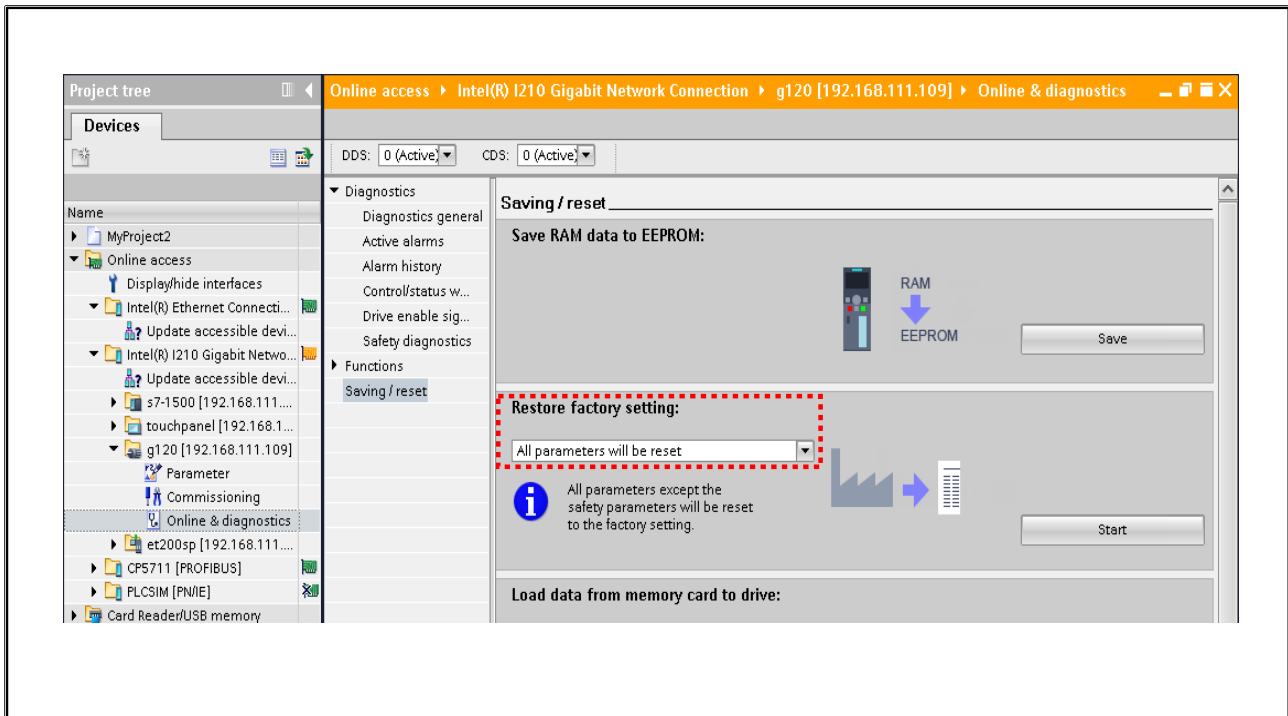 Project tree
Online access ▸ Intel(R) I210 Gigabit Network Connection ▸ g120 [192.168.111.109] ▸ Online & diagnostics
Devices
DDS: 0 (Active) CDS: 0 (Active)
Name
MyProject2
Online access
Display/hide interfaces
Intel(R) Ethernet Connecti...
Update accessible devi...
Intel(R) I210 Gigabit Netwo...
Update accessible devi...
s7-1500 [192.168.111....
touchpanel [192.168.1...
g120 [192.168.111.109]
Parameter
Commissioning
Online & diagnostics
et200sp [192.168.111....
CP5711 [PROFIBUS]
PLCSIM [PN/IE]
Card Reader/USB memory
Diagnostics
Diagnostics general
Active alarms
Alarm history
Control/status w...
Drive enable sig...
Safety diagnostics
Functions
Saving / reset
Saving / reset
Save RAM data to EEPROM:
RAM
EEPROM
Save
Restore factory setting:
All parameters will be reset
All parameters except the
safety parameters will be reset
to the factory setting.
Start
Load data from memory card to drive: